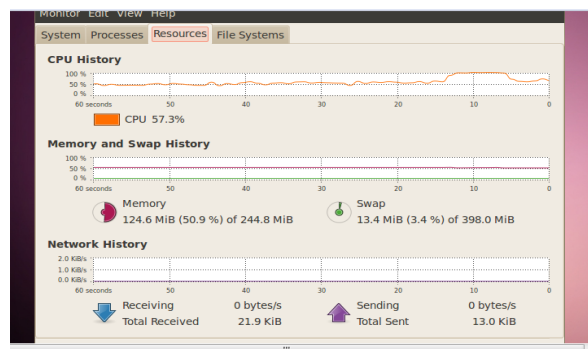 Monitor Edit View Help
System Processes Resources File Systems
CPU History
100 %
50 %
0 %
60 seconds 50 40 30 20 10 0
CPU 57.3%
Memory and Swap History
100 %
50 %
0 %
60 seconds 50 40 30 20 10 0
Memory Swap
124.6 MiB (50.9 %) of 244.8 MiB 13.4 MiB (3.4 %) of 398.0 MiB
Network History
2.0 KiB/s
1.0 KiB/s
0.0 KiB/s
60 seconds 50 40 30 20 10 0
Receiving 0 bytes/s Sending 0 bytes/s
Total Received 21.9 KiB Total Sent 13.0 KiB